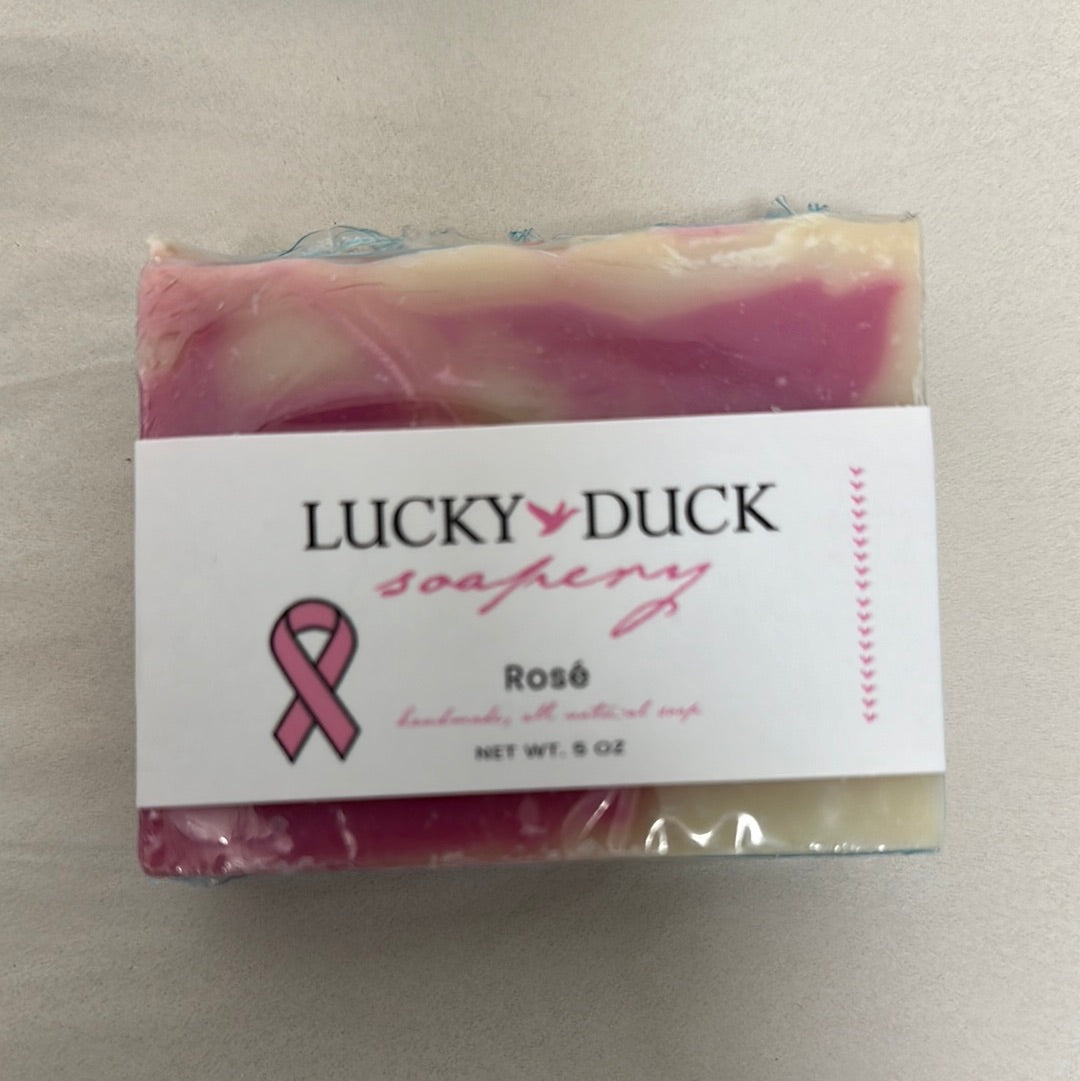 LUCKY DUCK
soapery
Rosé
handmade, all natural soap
NET WT. 5 OZ